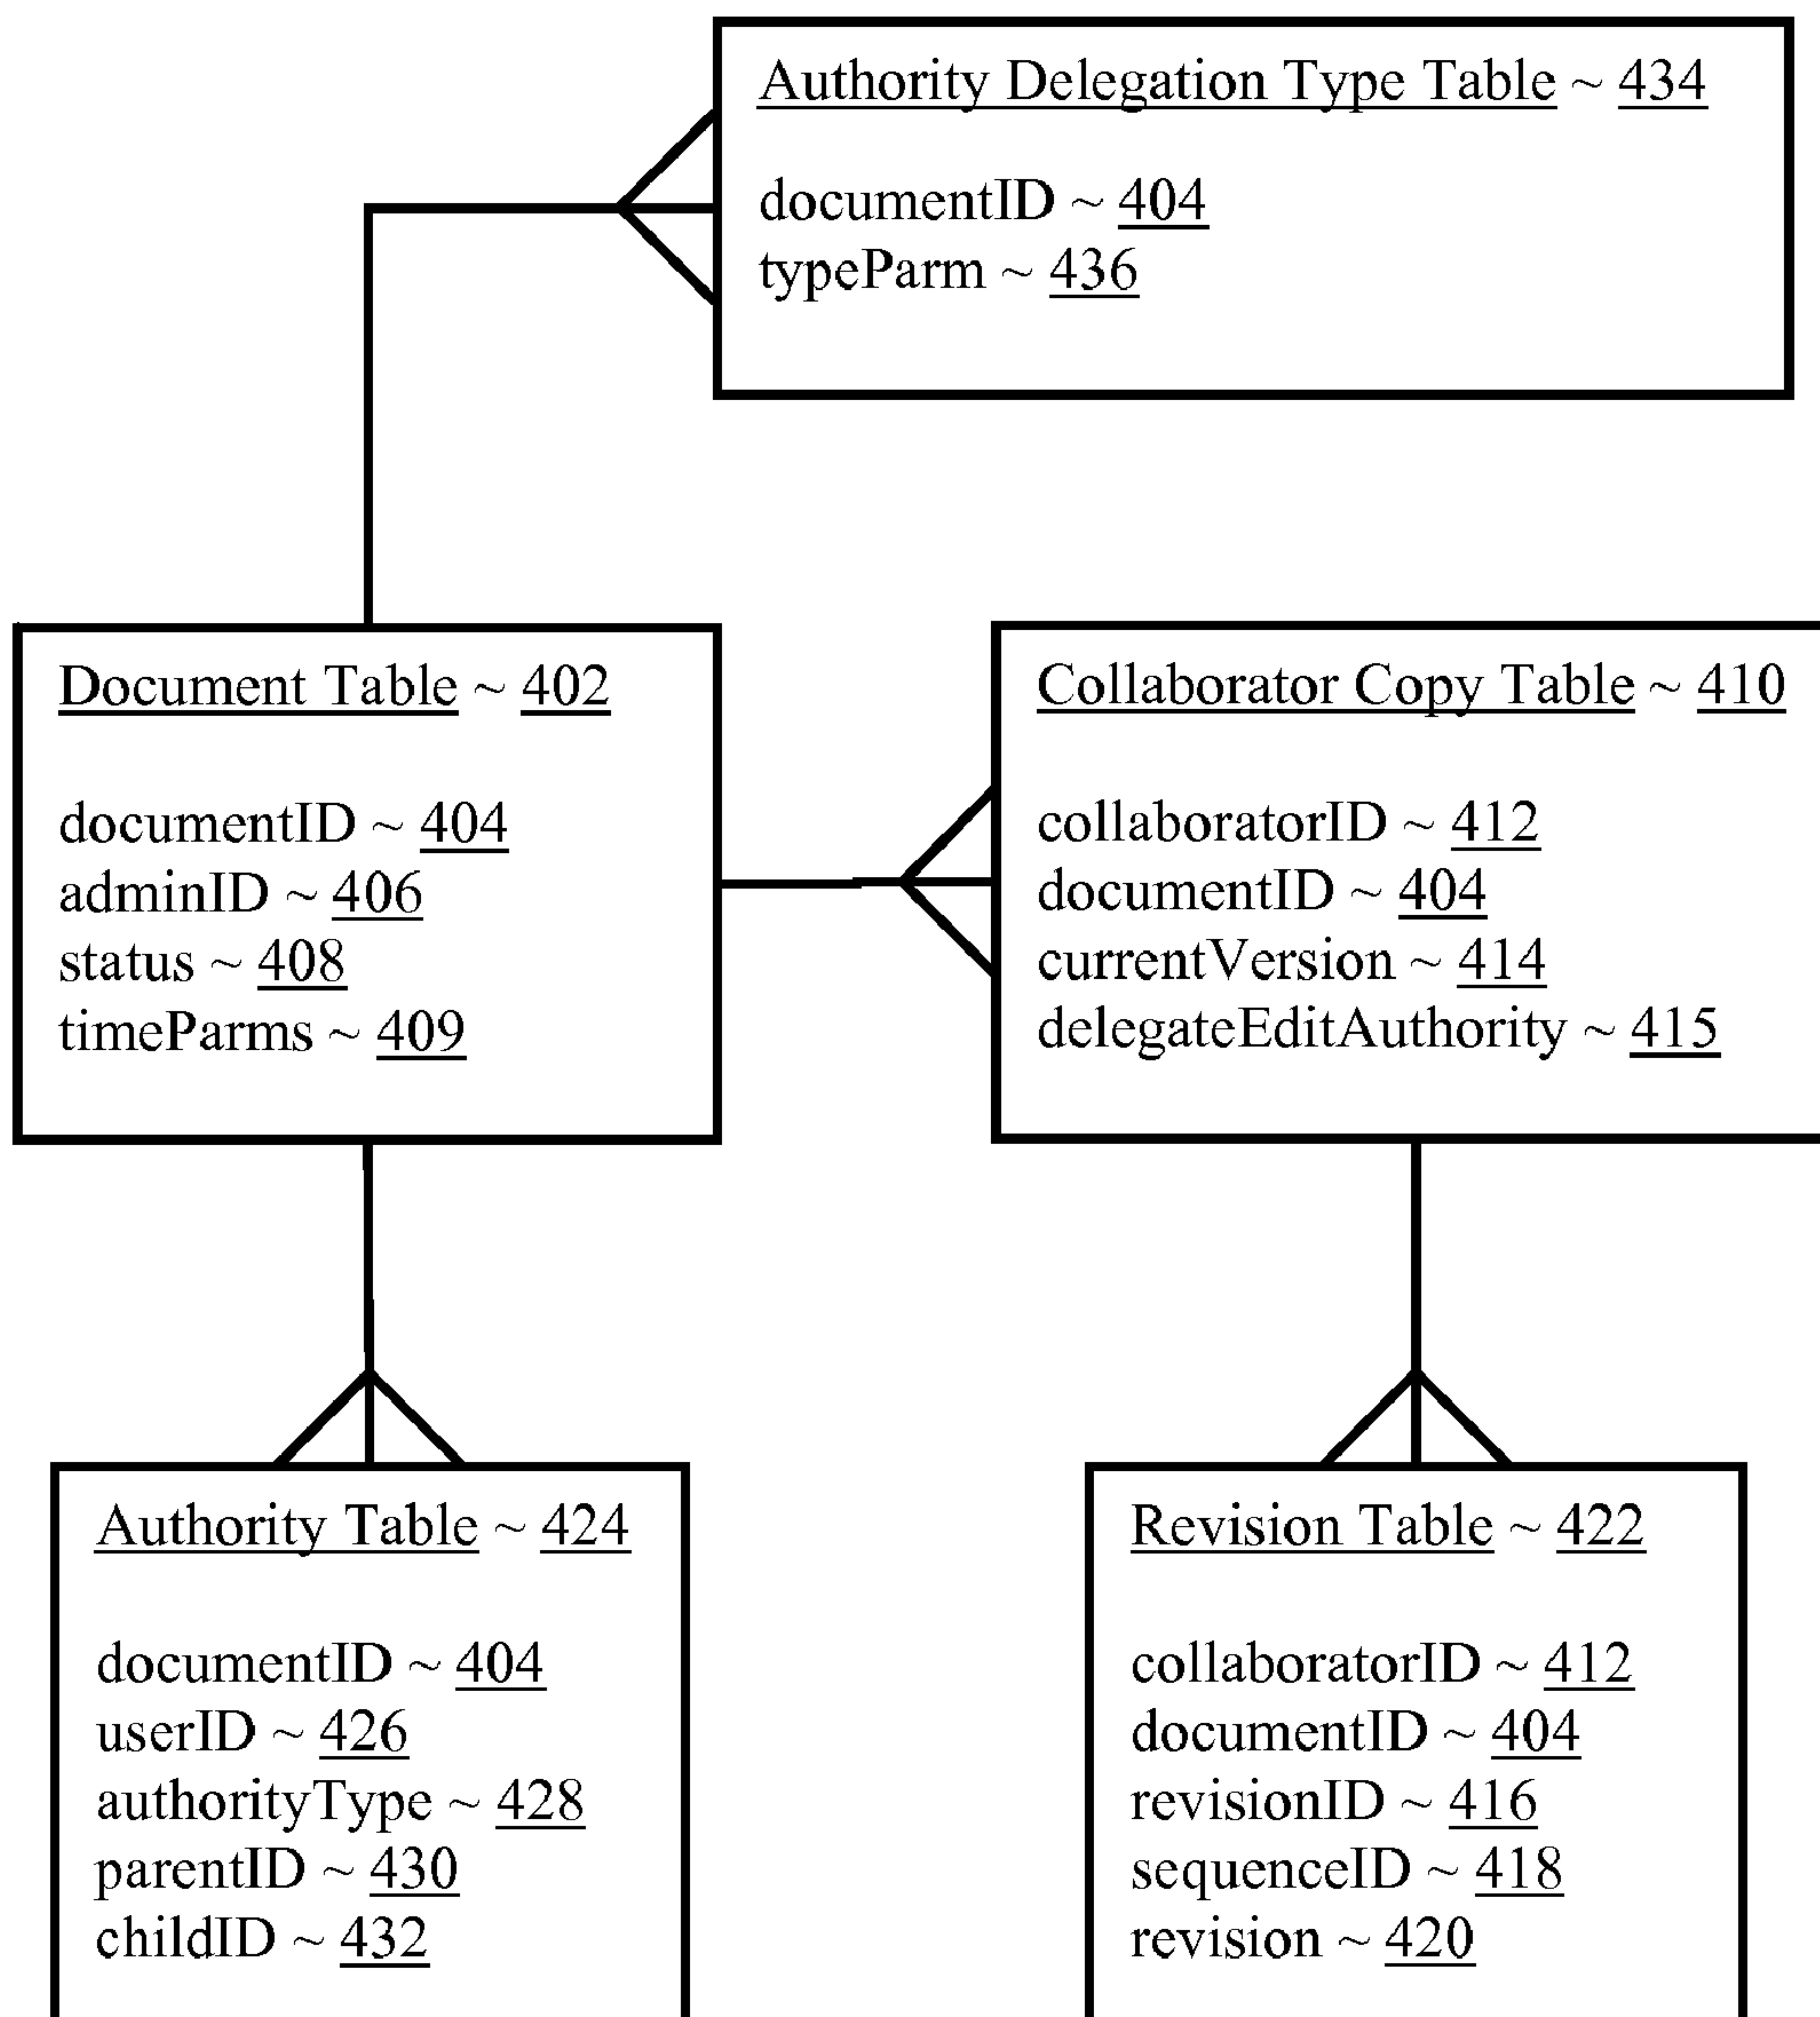 Authority Delegation Type Table ~ 434
documentID ~ 404
typeParm ~ 436
Document Table ~ 402
documentID ~ 404
adminID ~ 406
status ~ 408
timeParms ~ 409
Collaborator Copy Table ~ 410
collaboratorID ~ 412
documentID ~ 404
currentVersion ~ 414
delegateEditAuthority ~ 415
Authority Table ~ 424
documentID ~ 404
userID ~ 426
authorityType ~ 428
parentID ~ 430
childID ~ 432
Revision Table ~ 422
collaboratorID ~ 412
documentID ~ 404
revisionID ~ 416
sequenceID ~ 418
revision ~ 420